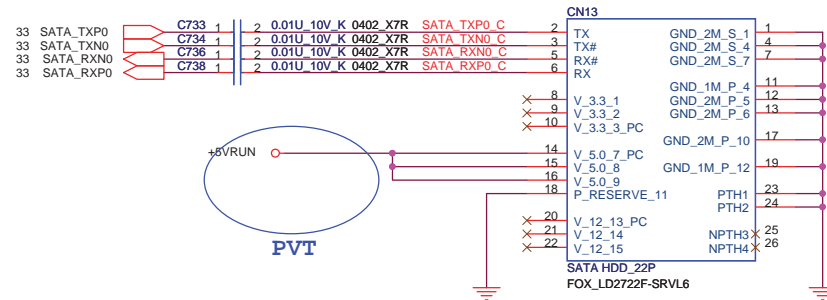 CN13
33 SATA_TXP0 C733 1 2 0.01U_10V_K 0402_X7R SATA_TXP0_C 2 TX GND_2M_S_1 1
33 SATA_TXN0 C734 1 2 0.01U_10V_K 0402_X7R SATA_TXN0_C 3 TX# GND_2M_S_4 4
33 SATA_RXN0 C736 1 2 0.01U_10V_K 0402_X7R SATA_RXN0_C 5 RX# GND_2M_S_7 7
33 SATA_RXP0 C738 1 2 0.01U_10V_K 0402_X7R SATA_RXP0_C 6 RX
GND_1M_P_4 11
8 V_3.3_1 GND_2M_P_5 12
9 V_3.3_2 GND_2M_P_6 13
10 V_3.3_3_PC
GND_2M_P_10 17
+5VRUN 14 V_5.0_7_PC
15 V_5.0_8 GND_1M_P_12 19
16 V_5.0_9
18 P_RESERVE_11 PTH1 23
PTH2 24
20 V_12_13_PC
21 V_12_14 NPTH3 25
22 V_12_15 NPTH4 26
PVT
SATA HDD_22P
FOX_LD2722F-SRVL6